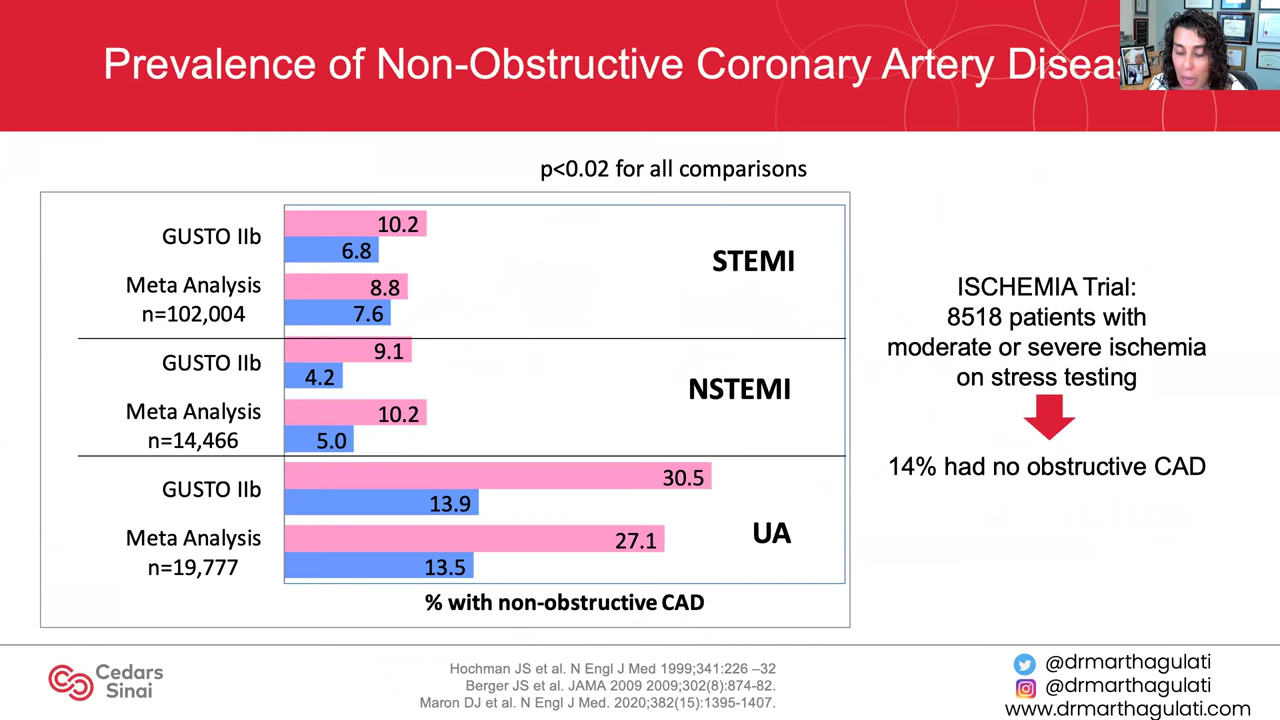 Prevalence of Non-Obstructive Coronary Artery Diseas
p<0.02 for all comparisons
GUSTO IIb
10.2
6.8
STEMI
Meta Analysis
n=102,004
8.8
7.6
GUSTO IIb
9.1
4.2
NSTEMI
Meta Analysis
n=14,466
10.2
5.0
GUSTO IIb
30.5
13.9
UA
Meta Analysis
n=19,777
27.1
13.5
% with non-obstructive CAD
ISCHEMIA Trial:
8518 patients with
moderate or severe ischemia
on stress testing
14% had no obstructive CAD
Cedars
Sinai
Hochman JS et al. N Engl J Med 1999;341:226 –32
Berger JS et al. JAMA 2009 2009;302(8):874-82.
Maron DJ et al. N Engl J Med. 2020;382(15):1395-1407.
@drmarthagulati
@drmarthagulati
www.drmarthagulati.com